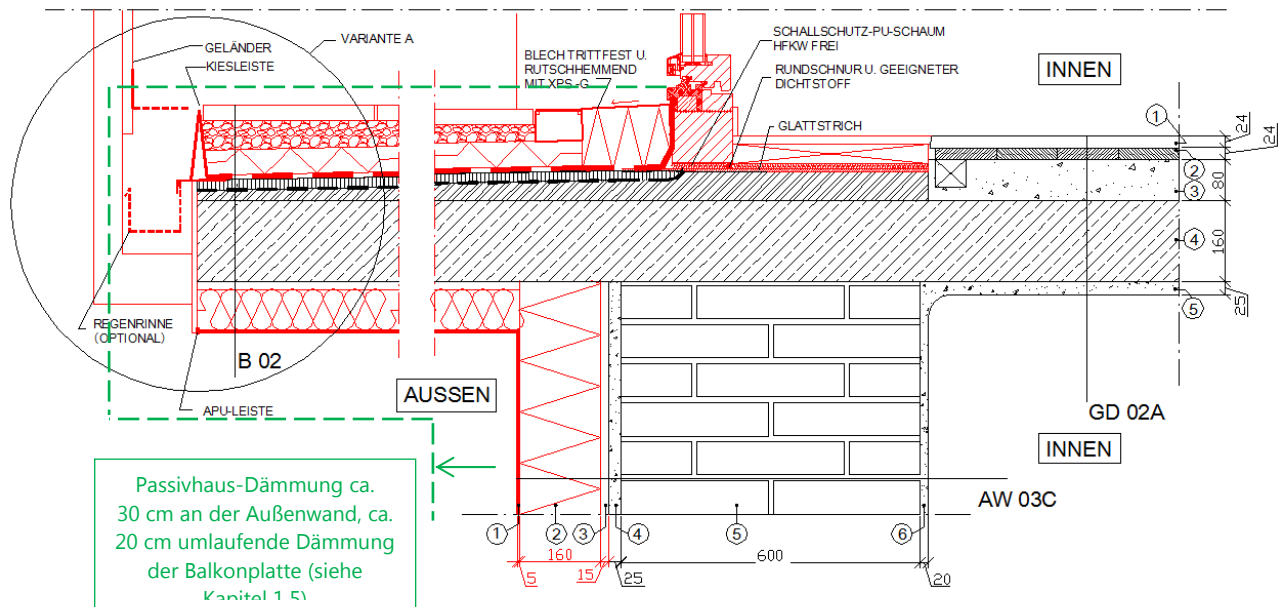 VARIANTE A
GELÄNDER
KIESLEISTE
BLECH TRITTFEST U.
RUTSCHHEMMEND
MIT XPS -G
SCHALLSCHUTZ-PU-SCHAUM
HFKW FREI
RUNDSCHNUR U. GEEIGNETER
DICHTSTOFF
GLATTSTRICH
INNEN
1
2
3
4
5
24
24
80
160
25
REGENRINNE
(OPTIONAL)
B 02
APU-LEISTE
AUSSEN
GD 02A
INNEN
AW 03C
Passivhaus-Dämmung ca.
30 cm an der Außenwand, ca.
20 cm umlaufende Dämmung
der Balkonplatte (siehe
Kapitel 1.5)
1
2
3
4
5
6
5
160
15
25
600
20